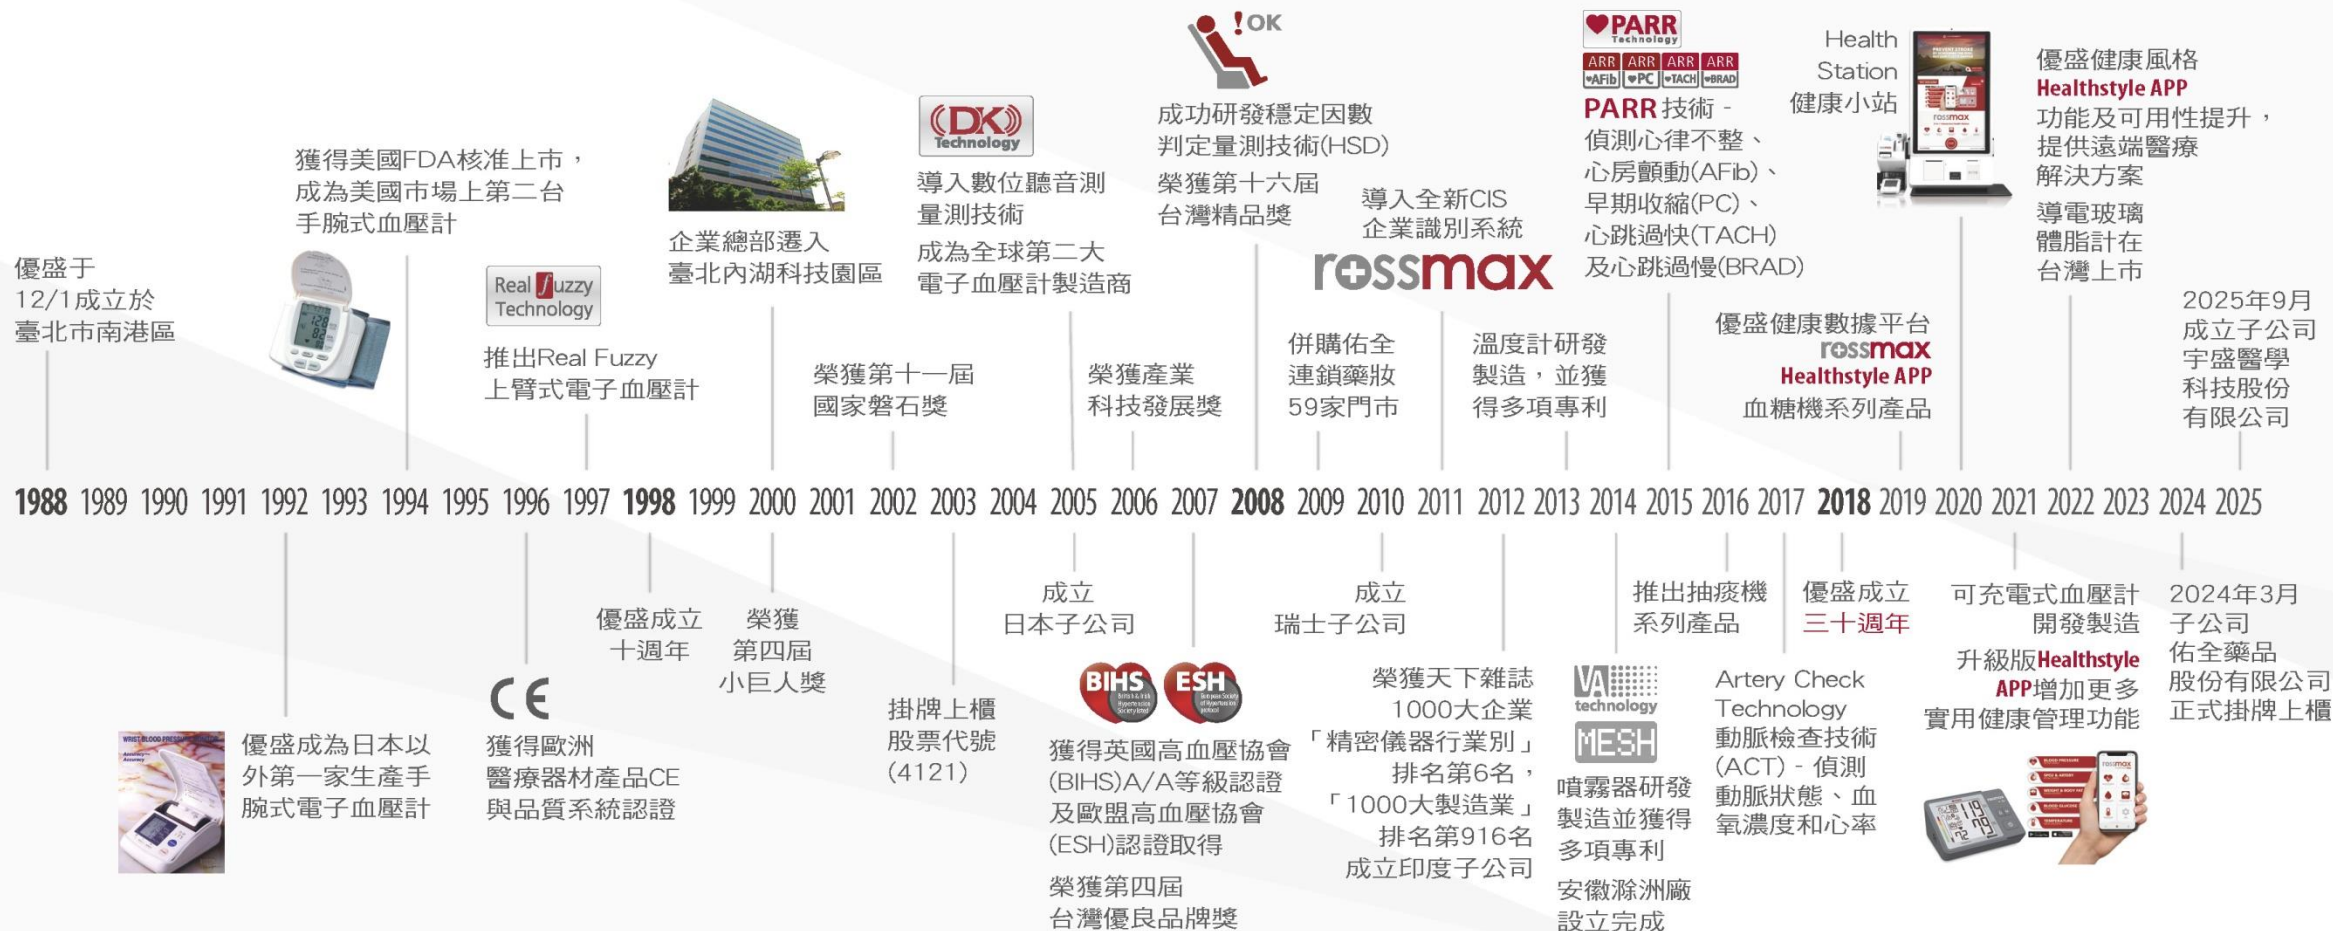 優盛于
12/1成立於
臺北市南港區
獲得美國FDA核准上市，
成為美國市場上第二台
手腕式血壓計
Real fuzzy
Technology
推出Real Fuzzy
上臂式電子血壓計
企業總部遷入
臺北內湖科技園區
榮獲第十一屆
國家磐石獎
DK
Technology
導入數位聽音測
量測技術
成為全球第二大
電子血壓計製造商
榮獲產業
科技發展獎
!OK
成功研發穩定因數
判定量測技術(HSD)
榮獲第十六屆
台灣精品獎
併購佑全
連鎖藥妝
59家門市
導入全新CIS
企業識別系統
rossmax
溫度計研發
製造，並獲
得多項專利
PARR
Technology
ARR ARR ARR ARR
AFib PC TACH BRAD
PARR技術 -
偵測心律不整、
心房顫動(AFib)、
早期收縮(PC)、
心跳過快(TACH)
及心跳過慢(BRAD)
優盛健康數據平台
rossmax
Healthstyle APP
血糖機系列產品
Health
Station
健康小站
rossmax
優盛健康風格
Healthstyle APP
功能及可用性提升，
提供遠端醫療
解決方案
導電玻璃
體脂計在
台灣上市
2025年9月
成立子公司
宇盛醫學
科技股份
有限公司
1988 1989 1990 1991 1992 1993 1994 1995 1996 1997 1998 1999 2000 2001 2002 2003 2004 2005 2006 2007 2008 2009 2010 2011 2012 2013 2014 2015 2016 2017 2018 2019 2020 2021 2022 2023 2024 2025
優盛成為日本以
外第一家生產手
腕式電子血壓計
CE
獲得歐洲
醫療器材產品CE
與品質系統認證
優盛成立
十週年
榮獲
第四屆
小巨人獎
掛牌上櫃
股票代號
(4121)
成立
日本子公司
BIHS
ESH
獲得英國高血壓協會
(BIHS)A/A等級認證
及歐盟高血壓協會
(ESH)認證取得
榮獲第四屆
台灣優良品牌獎
成立
瑞士子公司
榮獲天下雜誌
1000大企業
「精密儀器行業別」
排名第6名，
「1000大製造業」
排名第916名
成立印度子公司
VA
technology
MESH
噴霧器研發
製造並獲得
多項專利
安徽滁洲廠
設立完成
推出抽痰機
系列產品
Artery Check
Technology
動脈檢查技術
(ACT) - 偵測
動脈狀態、血
氧濃度和心率
優盛成立
三十週年
可充電式血壓計
開發製造
升級版Healthstyle
APP增加更多
實用健康管理功能
rossmax
2024年3月
子公司
佑全藥品
股份有限公司
正式掛牌上櫃